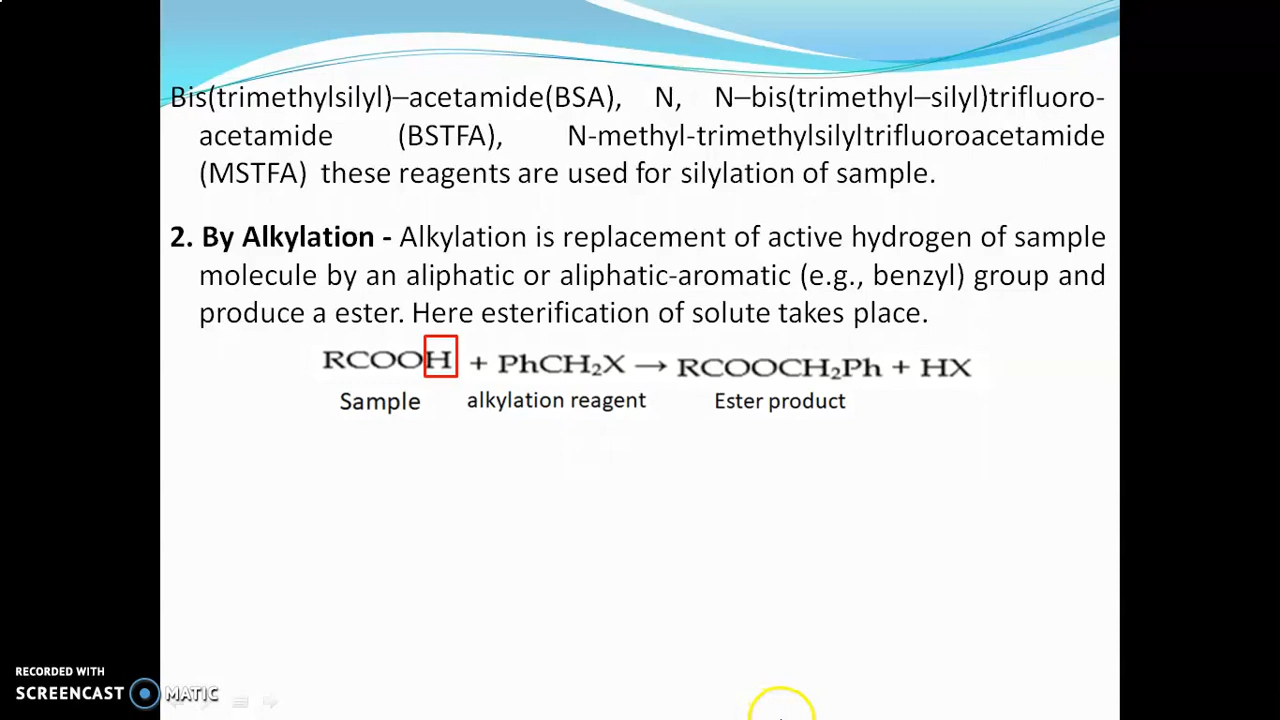 Bis(trimethylsilyl)–acetamide(BSA), N, N–bis(trimethyl–silyl)trifluoro-
acetamide (BSTFA), N-methyl-trimethylsilyltrifluoroacetamide
(MSTFA) these reagents are used for silylation of sample.
2. By Alkylation - Alkylation is replacement of active hydrogen of sample
molecule by an aliphatic or aliphatic-aromatic (e.g., benzyl) group and
produce a ester. Here esterification of solute takes place.
RCOOH + PhCH₂X → RCOOCH₂Ph + HX
Sample alkylation reagent Ester product
RECORDED WITH
SCREENCAST MATIC